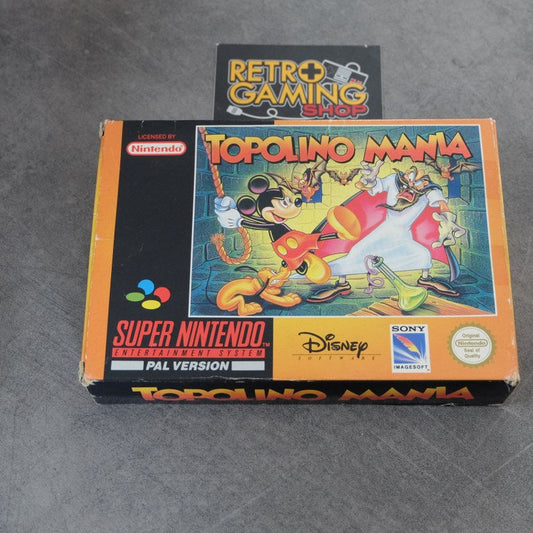 RETRO
GAMING
SHOP
LICENSED BY
Nintendo
TOPOLINO MANIA
SUPER NINTENDO
ENTERTAINMENT SYSTEM
PAL VERSION
Disney
SOFTWARE
SONY
IMAGESOFT
Original
Nintendo
Seal of
Quality
TOPOLINO MANIA